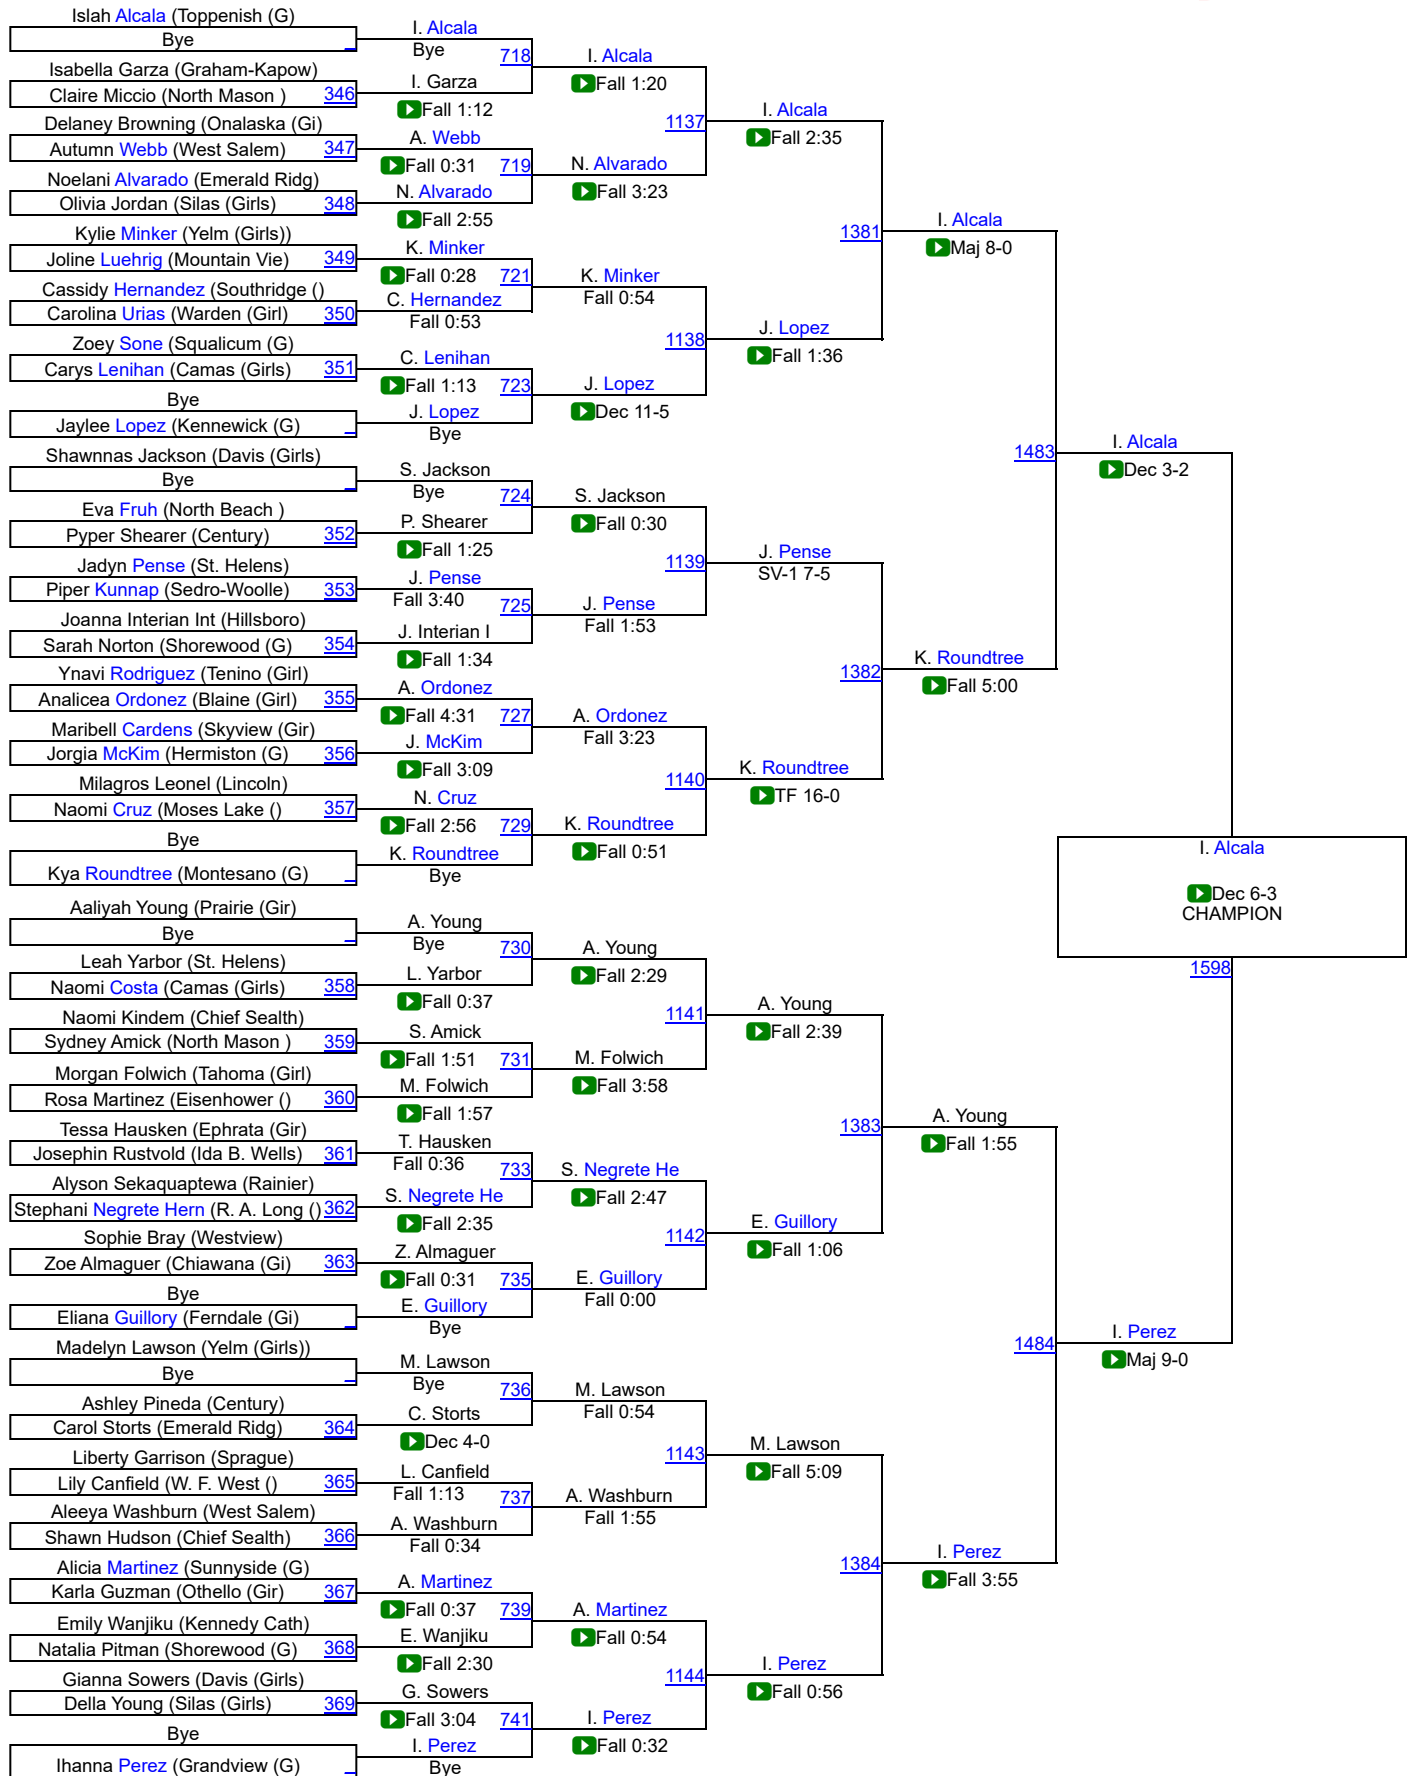 Islah Alcala (Toppenish (G)
Bye
Isabella Garza (Graham-Kapow)
Claire Miccio (North Mason ) 346
Delaney Browning (Onalaska (Gi)
Autumn Webb (West Salem) 347
Noelani Alvarado (Emerald Ridg)
Olivia Jordan (Silas (Girls) 348
Kylie Minker (Yelm (Girls))
Joline Luehrig (Mountain Vie) 349
Cassidy Hernandez (Southridge ()
Carolina Urias (Warden (Girl) 350
Zoey Sone (Squalicum (G)
Carys Lenihan (Camas (Girls) 351
Bye
Jaylee Lopez (Kennewick (G)
Shawnnas Jackson (Davis (Girls)
Bye
Eva Fruh (North Beach )
Pyper Shearer (Century) 352
Jadyn Pense (St. Helens)
Piper Kunnap (Sedro-Woolle) 353
Joanna Interian Int (Hillsboro)
Sarah Norton (Shorewood (G) 354
Ynavi Rodriguez (Tenino (Girl)
Analicea Ordonez (Blaine (Girl) 355
Maribell Cardens (Skyview (Gir)
Jorgia McKim (Hermiston (G) 356
Milagros Leonel (Lincoln)
Naomi Cruz (Moses Lake () 357
Bye
Kya Roundtree (Montesano (G)
Aaliyah Young (Prairie (Gir)
Bye
Leah Yarbor (St. Helens)
Naomi Costa (Camas (Girls) 358
Naomi Kindem (Chief Sealth)
Sydney Amick (North Mason ) 359
Morgan Folwich (Tahoma (Girl)
Rosa Martinez (Eisenhower () 360
Tessa Hausken (Ephrata (Gir)
Josephin Rustvold (Ida B. Wells) 361
Alyson Sekaquaptewa (Rainier)
Stephani Negrete Hern (R. A. Long () 362
Sophie Bray (Westview)
Zoe Almaguer (Chiawana (Gi) 363
Bye
Eliana Guillory (Ferndale (Gi)
Madelyn Lawson (Yelm (Girls))
Bye
Ashley Pineda (Century)
Carol Storts (Emerald Ridg) 364
Liberty Garrison (Sprague)
Lily Canfield (W. F. West () 365
Aleeya Washburn (West Salem)
Shawn Hudson (Chief Sealth) 366
Alicia Martinez (Sunnyside (G)
Karla Guzman (Othello (Gir) 367
Emily Wanjiku (Kennedy Cath)
Natalia Pitman (Shorewood (G) 368
Gianna Sowers (Davis (Girls)
Della Young (Silas (Girls) 369
Bye
Ihanna Perez (Grandview (G)
I. Alcala
Bye 718
I. Garza
Fall 1:12
A. Webb
Fall 0:31 719
N. Alvarado
Fall 2:55
K. Minker
Fall 0:28 721
C. Hernandez
Fall 0:53
C. Lenihan
Fall 1:13 723
J. Lopez
Bye
S. Jackson
Bye 724
P. Shearer
Fall 1:25
J. Pense
Fall 3:40 725
J. Interian I
Fall 1:34
A. Ordonez
Fall 4:31 727
J. McKim
Fall 3:09
N. Cruz
Fall 2:56 729
K. Roundtree
Bye
A. Young
Bye 730
L. Yarbor
Fall 0:37
S. Amick
Fall 1:51 731
M. Folwich
Fall 1:57
T. Hausken
Fall 0:36 733
S. Negrete He
Fall 2:35
Z. Almaguer
Fall 0:31 735
E. Guillory
Bye
M. Lawson
Bye 736
C. Storts
Dec 4-0
L. Canfield
Fall 1:13 737
A. Washburn
Fall 0:34
A. Martinez
Fall 0:37 739
E. Wanjiku
Fall 2:30
G. Sowers
Fall 3:04 741
I. Perez
Bye
I. Alcala
Fall 1:20
1137
N. Alvarado
Fall 3:23
K. Minker
Fall 0:54
1138
J. Lopez
Dec 11-5
S. Jackson
Fall 0:30
1139
J. Pense
Fall 1:53
A. Ordonez
Fall 3:23
1140
K. Roundtree
Fall 0:51
A. Young
Fall 2:29
1141
M. Folwich
Fall 3:58
S. Negrete He
Fall 2:47
1142
E. Guillory
Fall 0:00
M. Lawson
Fall 0:54
1143
A. Washburn
Fall 1:55
A. Martinez
Fall 0:54
1144
I. Perez
Fall 0:32
I. Alcala
Fall 2:35
1381
J. Lopez
Fall 1:36
J. Pense
SV-1 7-5
1382
K. Roundtree
TF 16-0
A. Young
Fall 2:39
1383
E. Guillory
Fall 1:06
M. Lawson
Fall 5:09
1384
I. Perez
Fall 0:56
I. Alcala
Maj 8-0
1483
K. Roundtree
Fall 5:00
A. Young
Fall 1:55
1484
I. Perez
Fall 3:55
I. Alcala
Dec 3-2
I. Alcala
Dec 6-3
CHAMPION
1598
I. Perez
Maj 9-0